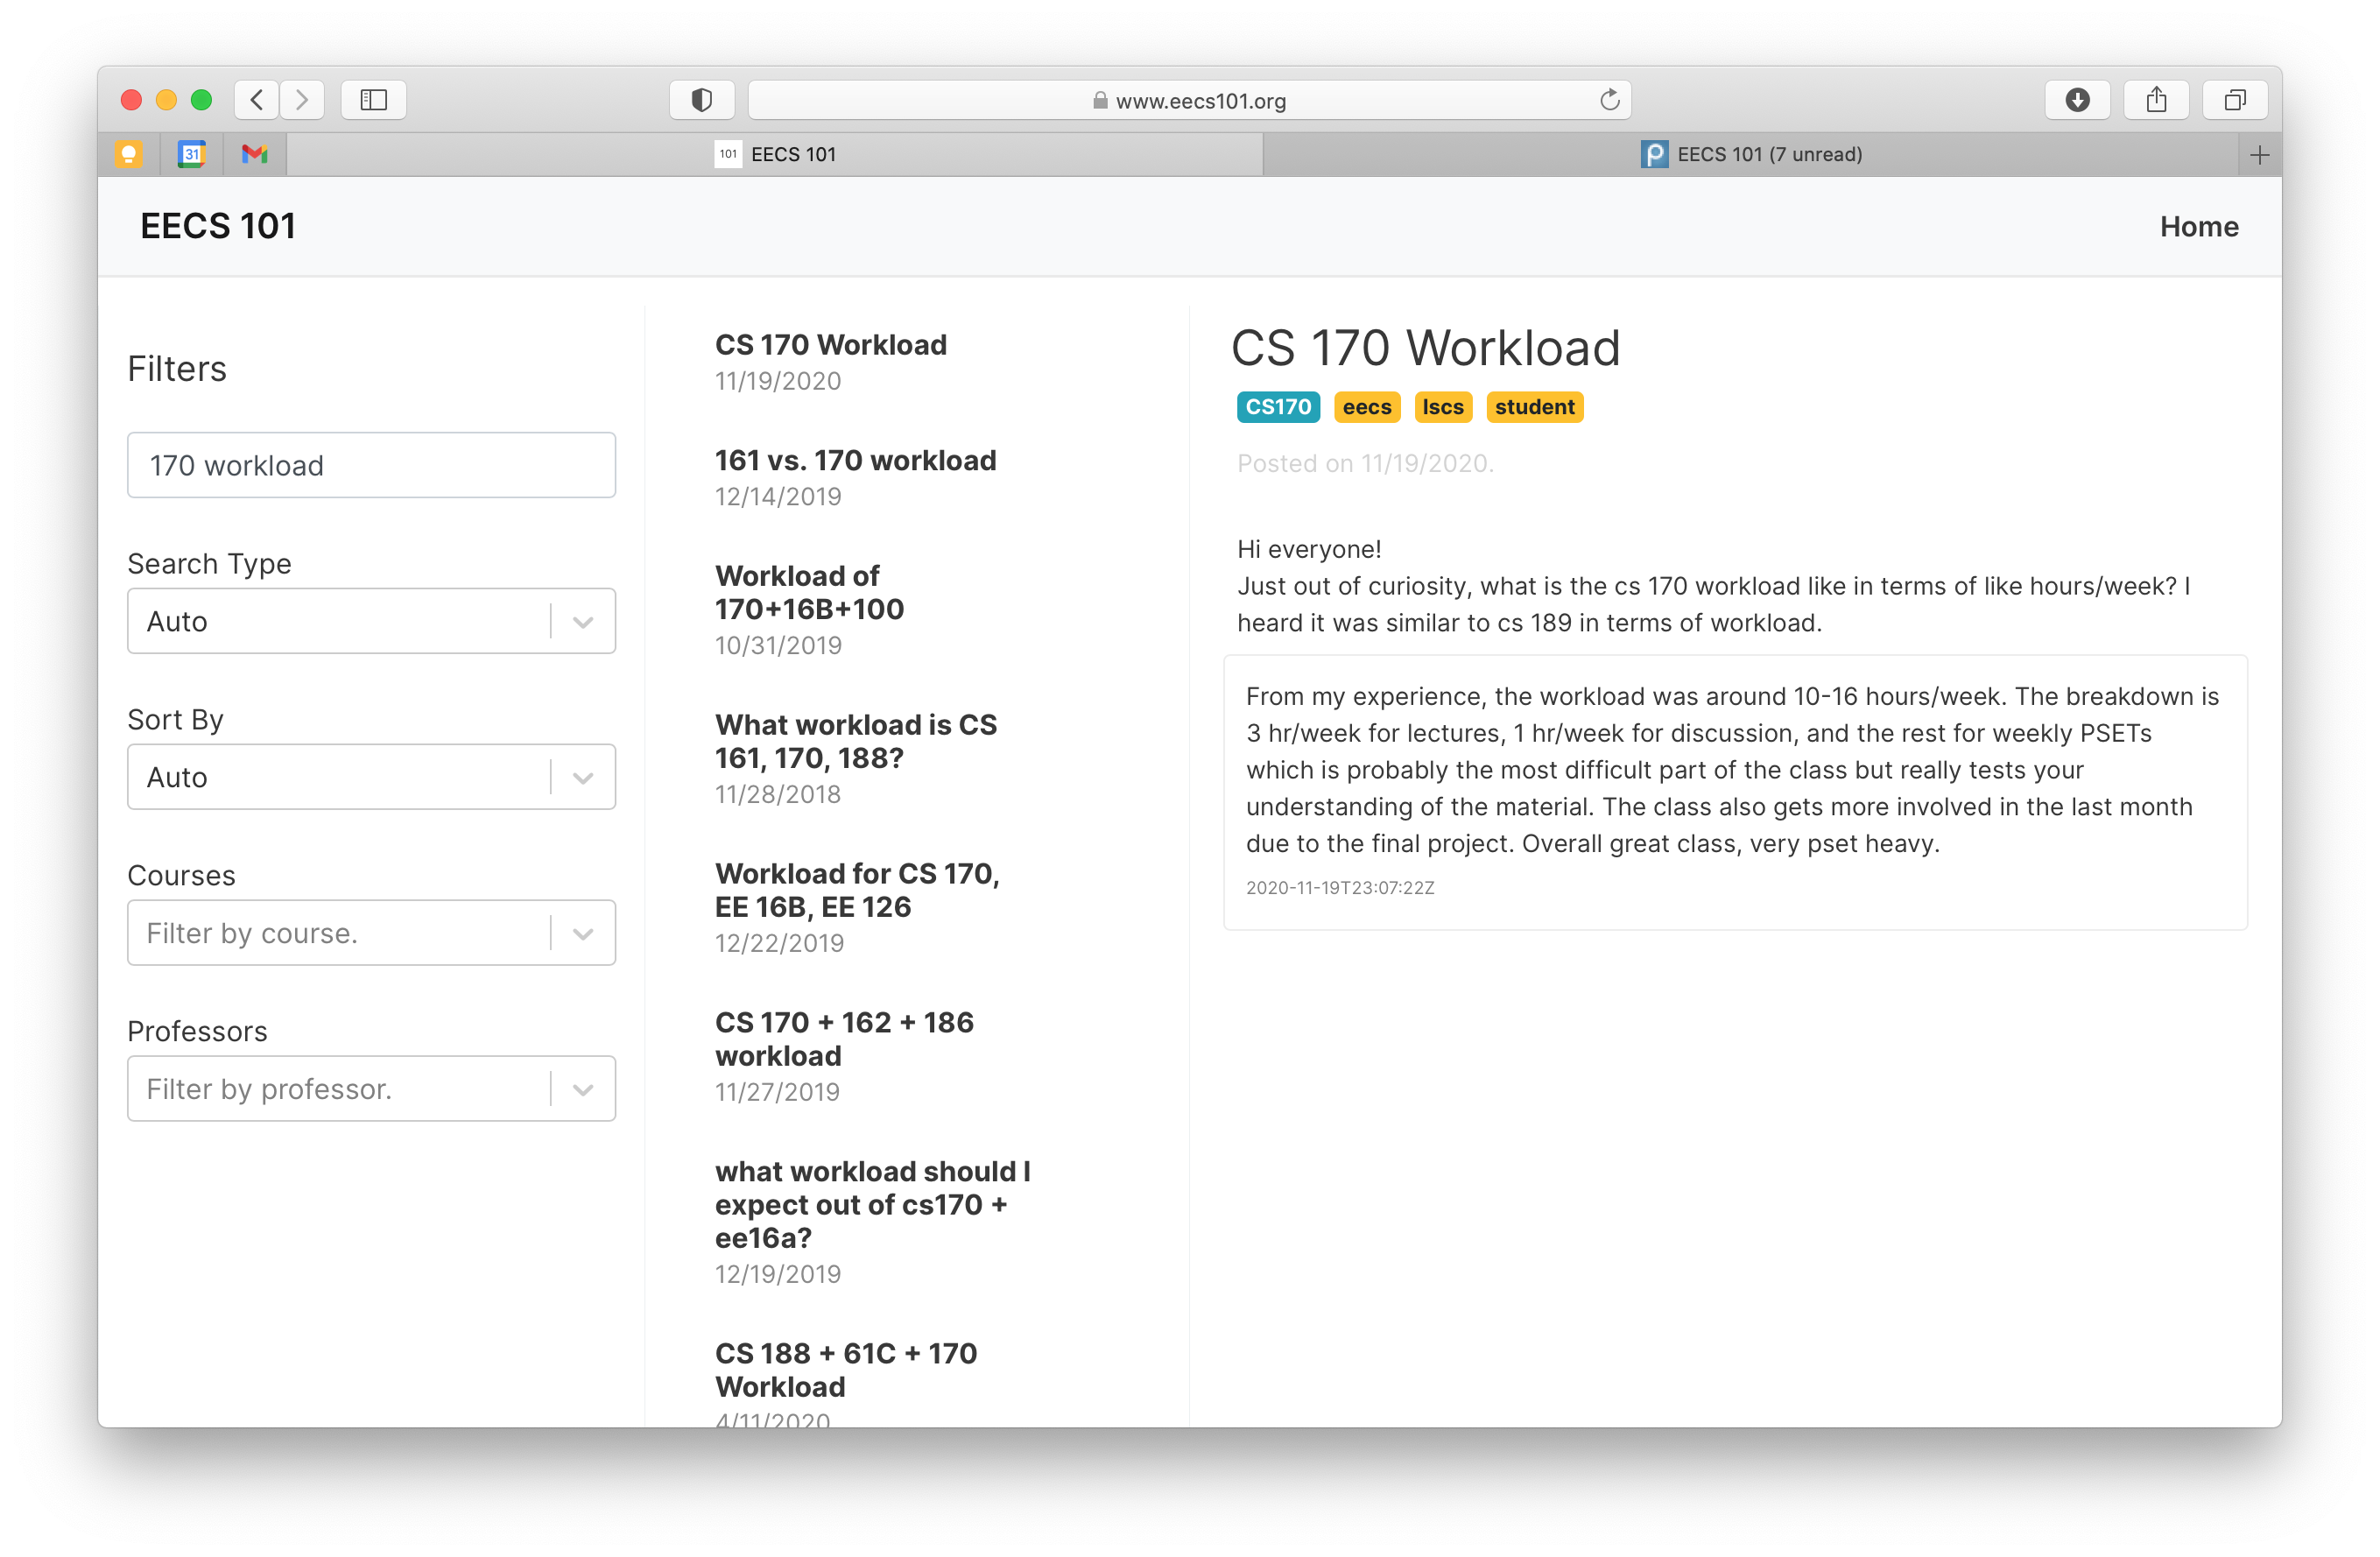 www.eecs101.org
31
101 EECS 101
EECS 101 (7 unread)
EECS 101
Home
Filters
170 workload
Search Type
Auto
Sort By
Auto
Courses
Filter by course.
Professors
Filter by professor.
CS 170 Workload
11/19/2020
161 vs. 170 workload
12/14/2019
Workload of
170+16B+100
10/31/2019
What workload is CS
161, 170, 188?
11/28/2018
Workload for CS 170,
EE 16B, EE 126
12/22/2019
CS 170 + 162 + 186
workload
11/27/2019
what workload should I
expect out of cs170 +
ee16a?
12/19/2019
CS 188 + 61C + 170
Workload
4/11/2020
CS 170 Workload
CS170 eecs lscs student
Posted on 11/19/2020.
Hi everyone!
Just out of curiosity, what is the cs 170 workload like in terms of like hours/week? I
heard it was similar to cs 189 in terms of workload.
From my experience, the workload was around 10-16 hours/week. The breakdown is
3 hr/week for lectures, 1 hr/week for discussion, and the rest for weekly PSETs
which is probably the most difficult part of the class but really tests your
understanding of the material. The class also gets more involved in the last month
due to the final project. Overall great class, very pset heavy.
2020-11-19T23:07:22Z